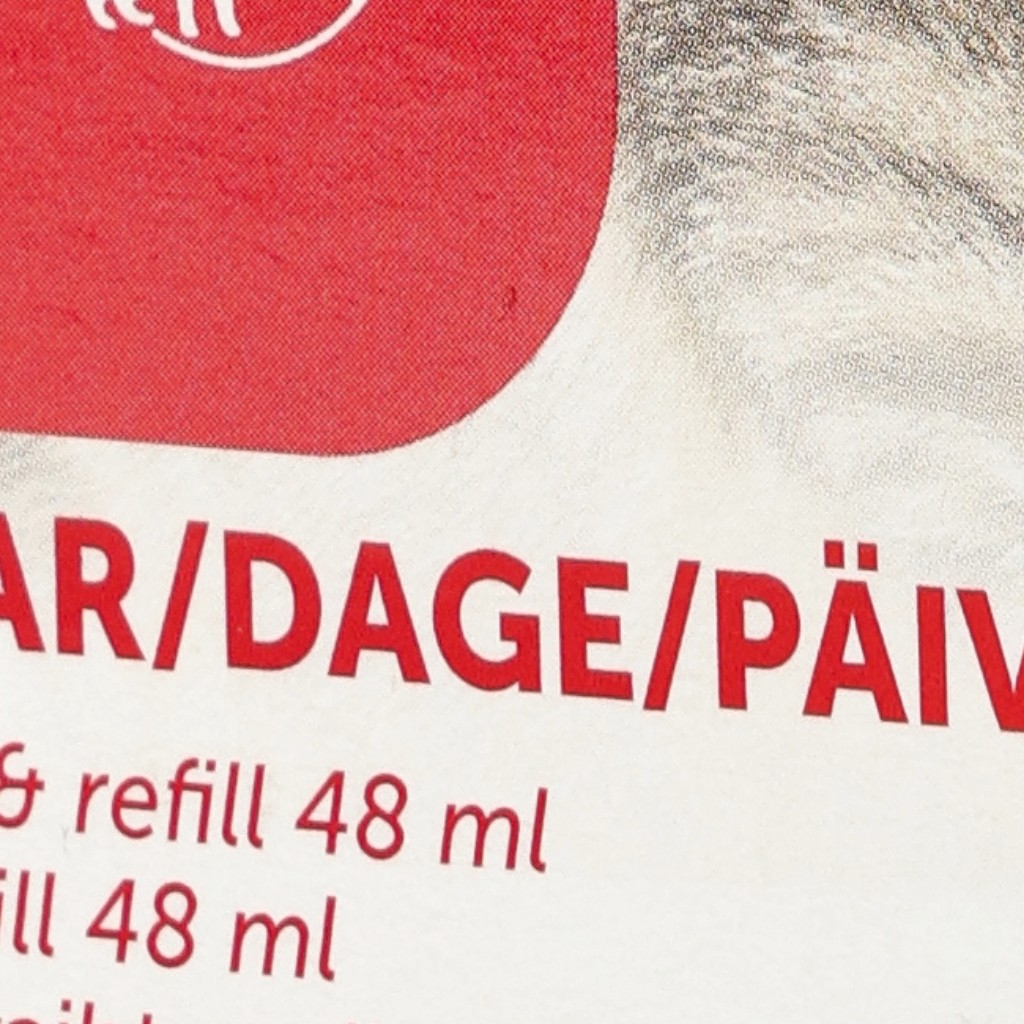 AR/DAGE/PÄIV
& refill 48 ml
ill 48 ml